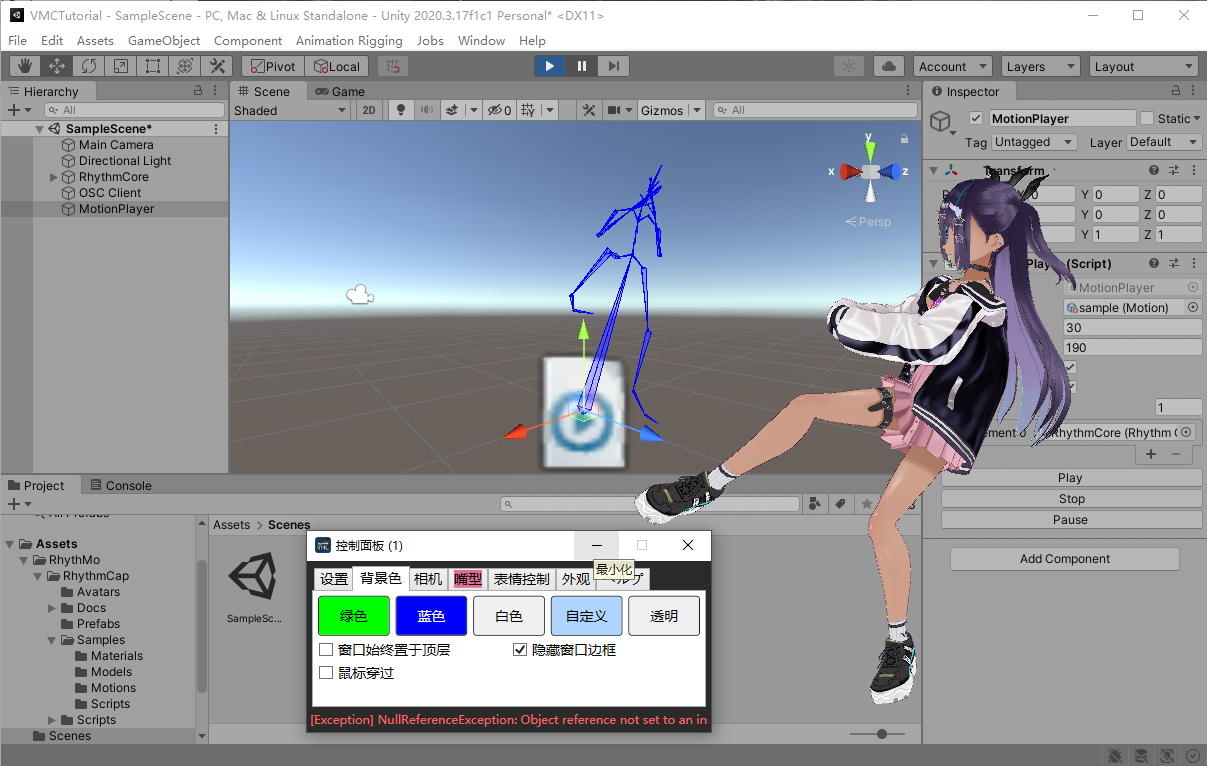 VMCTutorial - SampleScene - PC, Mac & Linux Standalone - Unity 2020.3.17f1c1 Personal* <DX11>
File Edit Assets GameObject Component Animation Rigging Jobs Window Help
Pivot Local Account Layers Layout
Hierarchy
All
SampleScene*
Main Camera
Directional Light
RhythmCore
OSC Client
MotionPlayer
Scene Game
Shaded 2D 0 Gizmos All
y
x z
Persp
Inspector
MotionPlayer Static
Tag Untagged Layer Default
Transform
0 Y 0 Z 0
Y 0 Z 0
Y 1 Z 1
(Script)
MotionPlayer
sample (Motion)
30
190
1
RhythmCore (Rhythm
Play
Stop
Pause
Add Component
Project Console
All Prefabs
Assets
RhythMo
RhythmCap
Avatars
Docs
Prefabs
Samples
Materials
Models
Motions
Scripts
Scripts
Scenes
Assets > Scenes
SampleSc...
控制面板 (1)
最小化
设置 背景色 相机 嘴型 表情控制 外观
绿色 蓝色 白色 自定义 透明
窗口始终置于顶层 隐藏窗口边框
鼠标穿过
[Exception] NullReferenceException: Object reference not set to an in